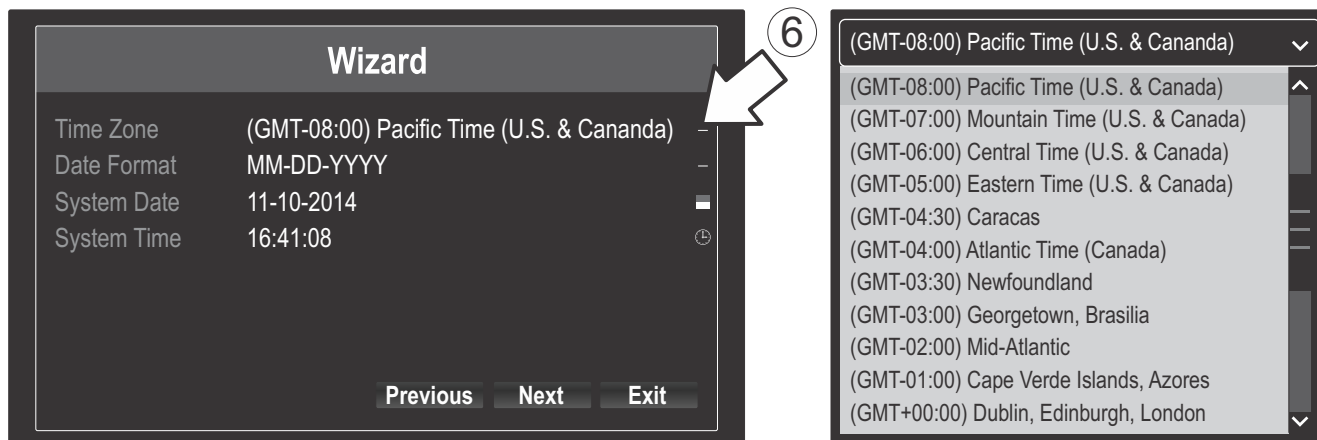 Wizard
Time Zone (GMT-08:00) Pacific Time (U.S. & Cananda)
Date Format MM-DD-YYYY
System Date 11-10-2014
System Time 16:41:08
Previous Next Exit
6
(GMT-08:00) Pacific Time (U.S. & Cananda)
(GMT-08:00) Pacific Time (U.S. & Canada)
(GMT-07:00) Mountain Time (U.S. & Canada)
(GMT-06:00) Central Time (U.S. & Canada)
(GMT-05:00) Eastern Time (U.S. & Canada)
(GMT-04:30) Caracas
(GMT-04:00) Atlantic Time (Canada)
(GMT-03:30) Newfoundland
(GMT-03:00) Georgetown, Brasilia
(GMT-02:00) Mid-Atlantic
(GMT-01:00) Cape Verde Islands, Azores
(GMT+00:00) Dublin, Edinburgh, London